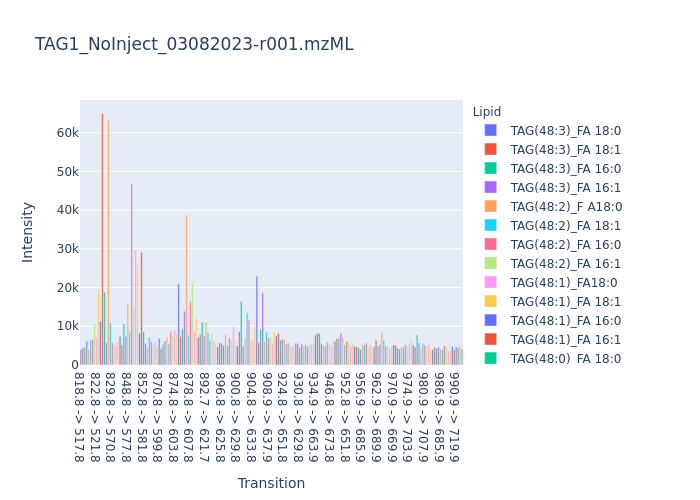 TAG1_NoInject_03082023-r001.mzML
Lipid
TAG(48:3)_FA 18:0
TAG(48:3)_FA 18:1
TAG(48:3)_FA 16:0
TAG(48:3)_FA 16:1
TAG(48:2)_F A18:0
TAG(48:2)_FA 18:1
TAG(48:2)_FA 16:0
TAG(48:2)_FA 16:1
TAG(48:1)_FA18:0
TAG(48:1)_FA 18:1
TAG(48:1)_FA 16:0
TAG(48:1)_FA 16:1
TAG(48:0)_FA 18:0
Intensity
60k
50k
40k
30k
20k
10k
0
818.8 -> 517.8
822.8 -> 521.8
829.8 -> 570.8
848.8 -> 577.8
852.8 -> 581.8
870.8 -> 599.8
874.8 -> 603.8
878.8 -> 607.8
892.7 -> 621.7
896.8 -> 625.8
900.8 -> 629.8
904.8 -> 633.8
908.9 -> 637.9
924.8 -> 651.8
930.8 -> 629.8
934.9 -> 663.9
946.8 -> 673.8
952.8 -> 651.8
956.9 -> 685.9
962.9 -> 689.9
970.9 -> 669.9
974.9 -> 703.9
980.9 -> 707.9
986.9 -> 685.9
990.9 -> 719.9
Transition